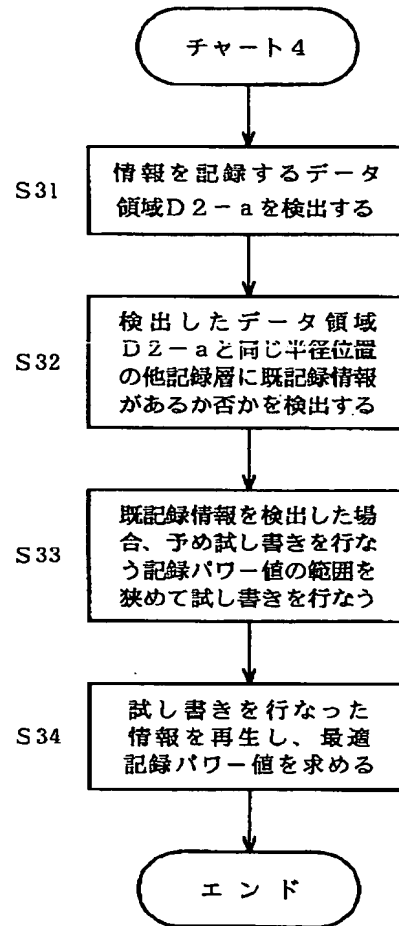 チャート4
S31
情報を記録するデータ
領域D2-aを検出する
S32
検出したデータ領域
D2-aと同じ半径位置
の他記録層に既記録情報
があるか否かを検出する
S33
既記録情報を検出した場
合、予め試し書きを行な
う記録パワー値の範囲を
狭めて試し書きを行なう
S34
試し書きを行なった
情報を再生し、最適
記録パワー値を求める
エンド